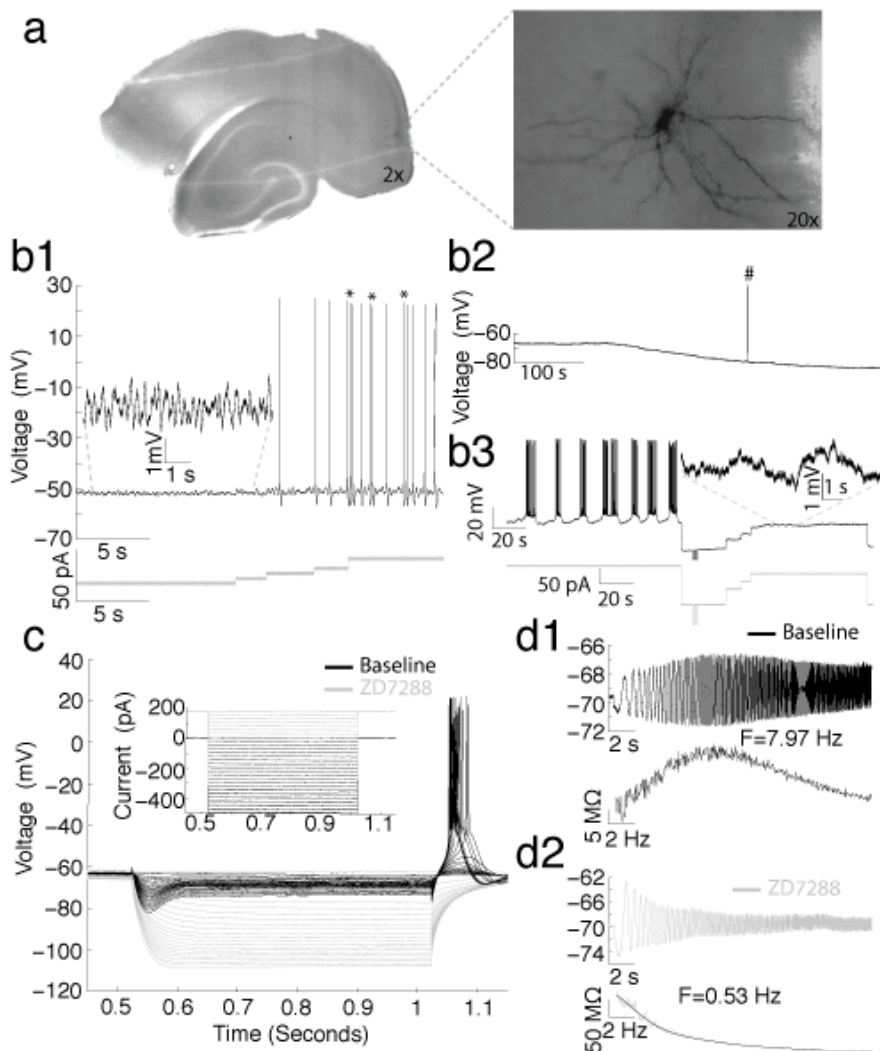 a
2x
20x
b1
30
10
−10
−30
−50
−70
Voltage (mV)
1mV
1 s
* * *
5 s
50 pA
5 s
b2
#
−60
−80
Voltage (mV)
100 s
b3
20 mV
20 s
1 mV
1 s
50 pA
20 s
c
Baseline
ZD7288
40
20
0
−20
−40
−60
−80
−100
−120
Voltage (mV)
200
0
−200
−400
Current (pA)
0.5 0.7 0.9 1.1
0.5 0.6 0.7 0.8 0.9 1 1.1
Time (Seconds)
d1
Baseline
−66
−68
−70
−72
2 s
F=7.97 Hz
5 MΩ
2 Hz
d2
ZD7288
−62
−66
−70
−74
2 s
F=0.53 Hz
50 MΩ
2 Hz